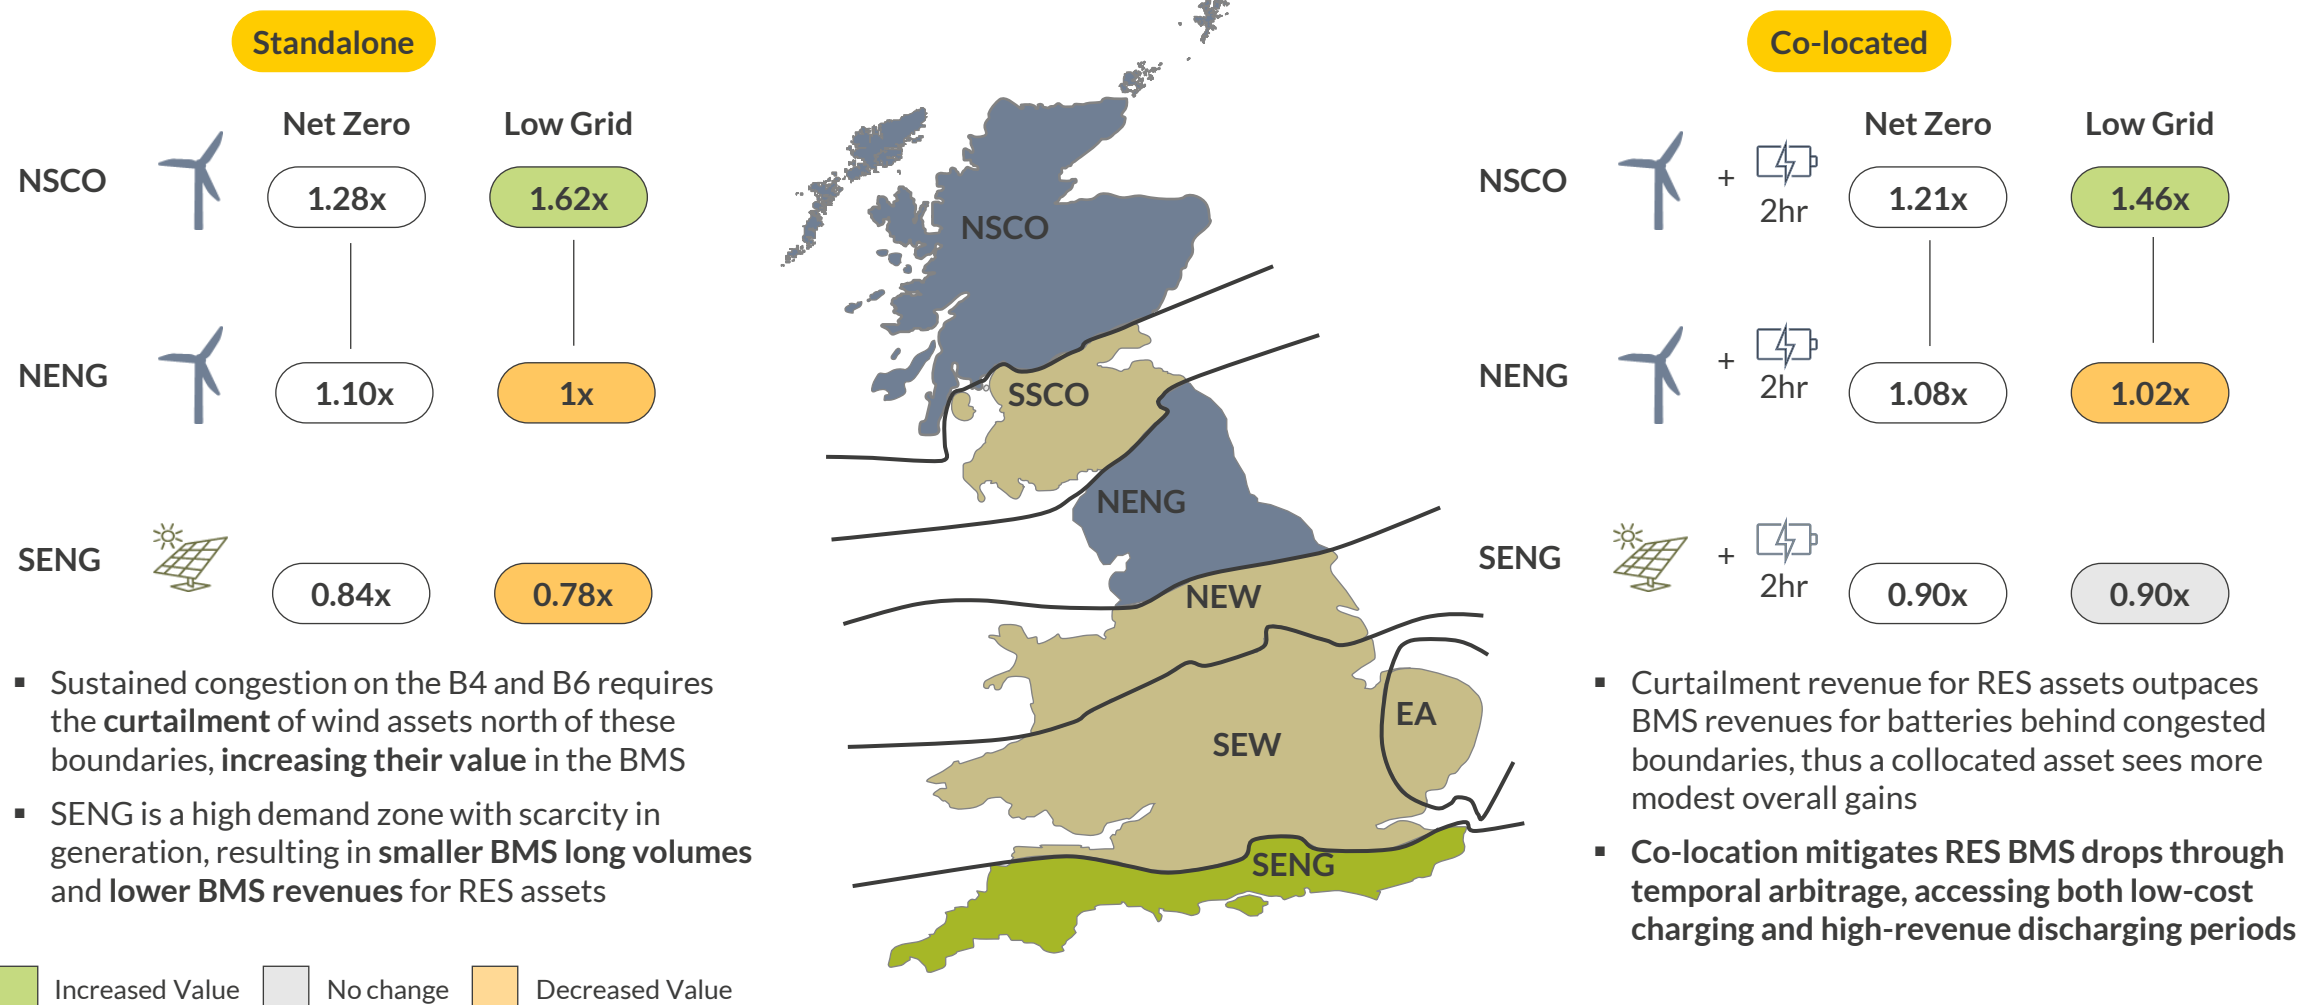 Standalone
Net Zero
Low Grid
NSCO
1.28x
1.62x
NENG
1.10x
1x
SENG
0.84x
0.78x
▪ Sustained congestion on the B4 and B6 requires
the curtailment of wind assets north of these
boundaries, increasing their value in the BMS
▪ SENG is a high demand zone with scarcity in
generation, resulting in smaller BMS long volumes
and lower BMS revenues for RES assets
Increased Value
No change
Decreased Value
NSCO
SSCO
NENG
NEW
EA
SEW
SENG
Co-located
Net Zero
Low Grid
NSCO
+
2hr
1.21x
1.46x
NENG
+
2hr
1.08x
1.02x
SENG
+
2hr
0.90x
0.90x
▪ Curtailment revenue for RES assets outpaces
BMS revenues for batteries behind congested
boundaries, thus a collocated asset sees more
modest overall gains
▪ Co-location mitigates RES BMS drops through
temporal arbitrage, accessing both low-cost
charging and high-revenue discharging periods